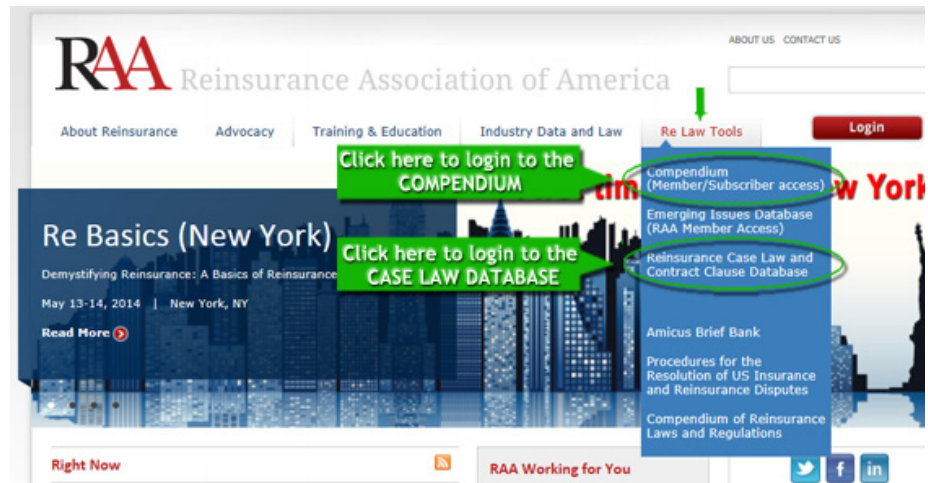 ABOUT US CONTACT US
RAA Reinsurance Association of America
About Reinsurance Advocacy Training & Education Industry Data and Law Re Law Tools Login
Click here to login to the
COMPENDIUM
Compendium
(Member/Subscriber access)
tim
w York
Emerging Issues Database
(RAA Member Access)
Re Basics (New York)
Click here to login to the
CASE LAW DATABASE
Reinsurance Case Law and
Contract Clause Database
Demystifying Reinsurance: A Basics of Reinsurance
May 13-14, 2014 | New York, NY
Read More
Amicus Brief Bank
Procedures for the
Resolution of US Insurance
and Reinsurance Disputes
Compendium of Reinsurance
Laws and Regulations
Right Now
RAA Working for You
f in